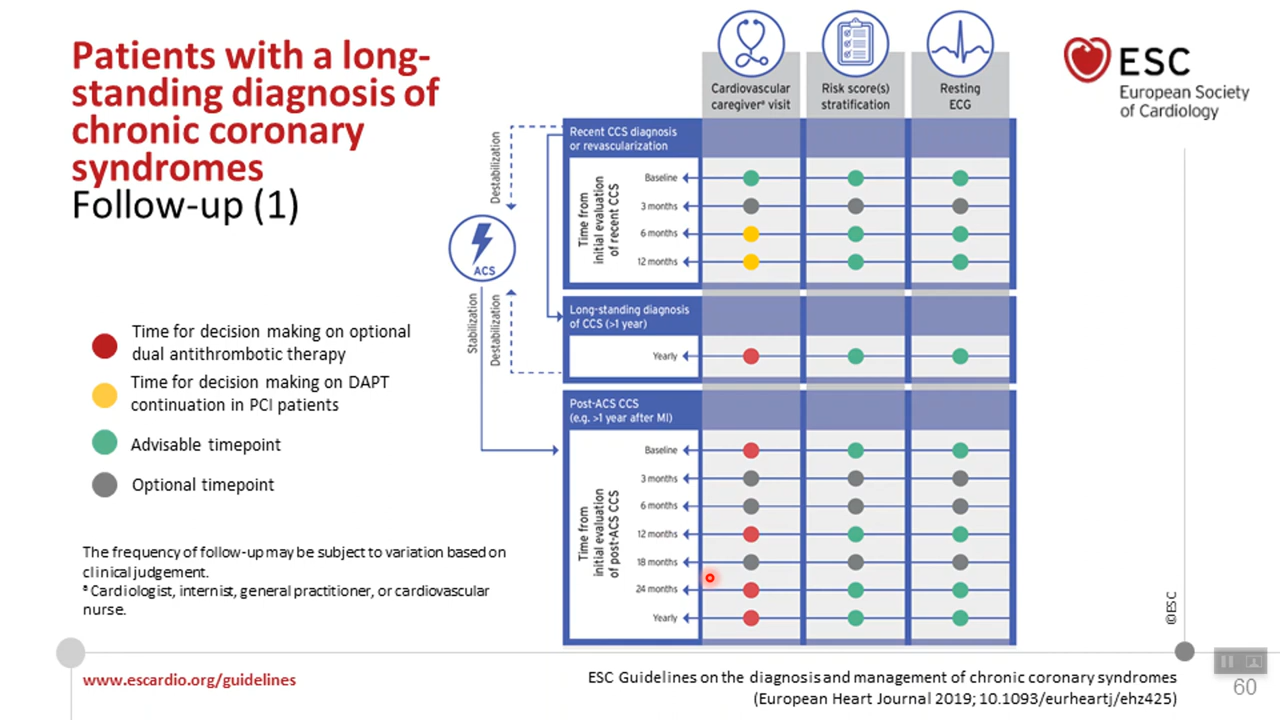 Patients with a long-
standing diagnosis of
chronic coronary
syndromes
Follow-up (1)
Time for decision making on optional
dual antithrombotic therapy
Time for decision making on DAPT
continuation in PCI patients
Advisable timepoint
Optional timepoint
The frequency of follow-up may be subject to variation based on
clinical judgement.
ª Cardiologist, internist, general practitioner, or cardiovascular
nurse.
Cardiovascular
caregiverª visit
Risk score(s)
stratification
Resting
ECG
Destabilization
ACS
Stabilization
Destabilization
Recent CCS diagnosis
or revascularization
Time from
initial evaluation
of recent CCS
Baseline
3 months
6 months
12 months
Long-standing diagnosis
of CCS (>1 year)
Yearly
Post-ACS CCS
(e.g. >1 year after MI)
Time from
initial evaluation
of post-ACS CCS
Baseline
3 months
6 months
12 months
18 months
24 months
Yearly
ESC
European Society
of Cardiology
©ESC
www.escardio.org/guidelines
ESC Guidelines on the diagnosis and management of chronic coronary syndromes
(European Heart Journal 2019; 10.1093/eurheartj/ehz425)
60